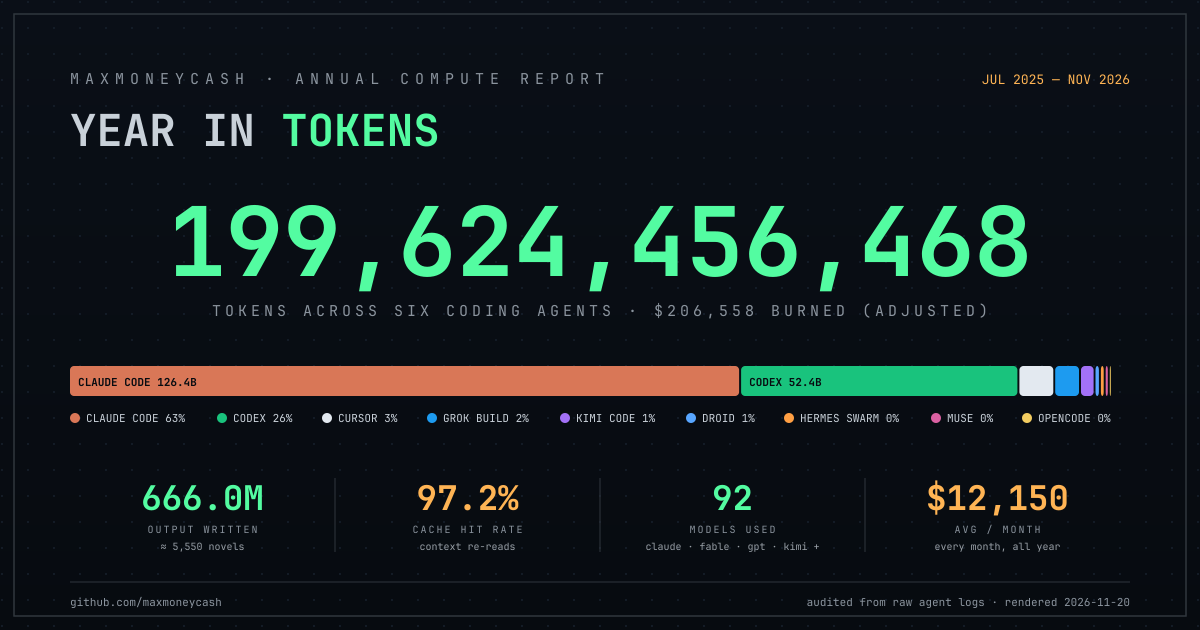 MAXMONEYCASH · ANNUAL COMPUTE REPORT
JUL 2025 — NOV 2026
YEAR IN TOKENS
199,624,456,468
TOKENS ACROSS SIX CODING AGENTS · $206,558 BURNED (ADJUSTED)
CLAUDE CODE 126.4B
CODEX 52.4B
CLAUDE CODE 63% CODEX 26% CURSOR 3% GROK BUILD 2% KIMI CODE 1% DROID 1% HERMES SWARM 0% MUSE 0% OPENCODE 0%
666.0M
OUTPUT WRITTEN
≈ 5,550 novels
97.2%
CACHE HIT RATE
context re-reads
92
MODELS USED
claude · fable · gpt · kimi +
$12,150
AVG / MONTH
every month, all year
github.com/maxmoneycash
audited from raw agent logs · rendered 2026-11-20